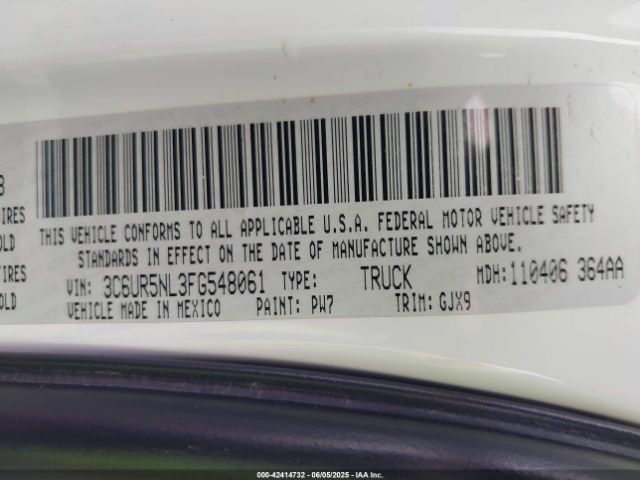 8
IRES
OLD
IRES
OLD
THIS VEHICLE CONFORMS TO ALL APPLICABLE U.S.A. FEDERAL MOTOR VEHICLE SAFETY
STANDARDS IN EFFECT ON THE DATE OF MANUFACTURE SHOWN ABOVE.
VIN: 3C6UR5NL3FG548061 TYPE: TRUCK MDH: 110406 364AA
VEHICLE MADE IN MEXICO PAINT: PW7 TRIM: GJX9
000-42414732 - 06/05/2025 - IAA Inc.